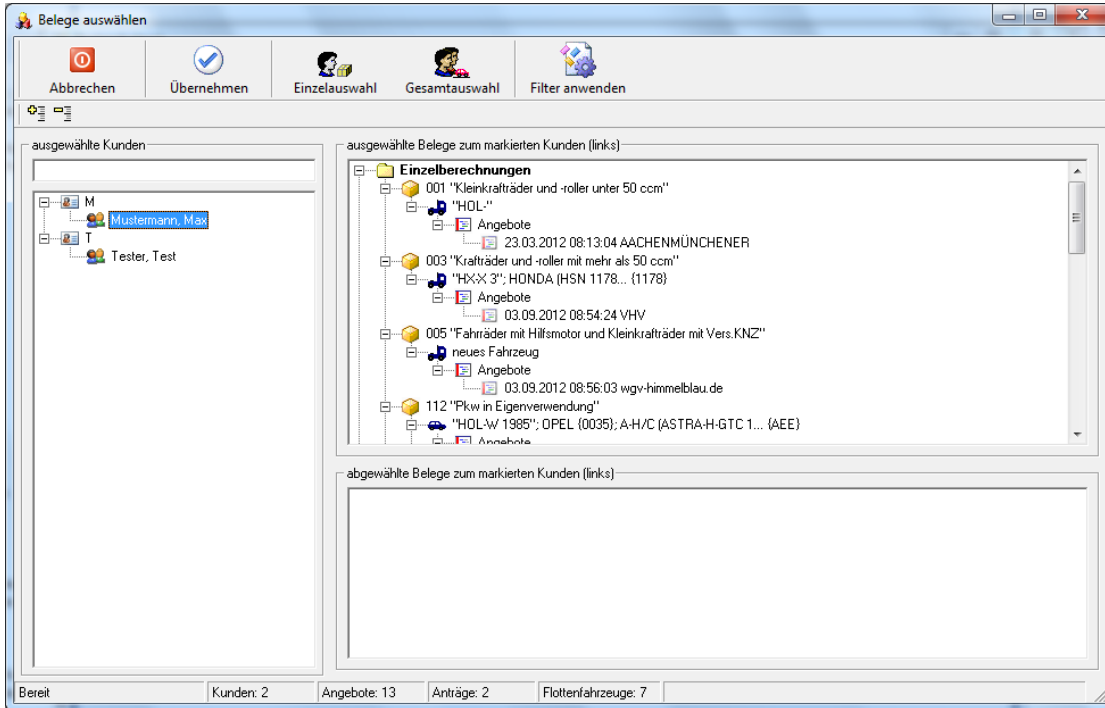 Belege auswählen
Abbrechen
Übernehmen
Einzelauswahl
Gesamtauswahl
Filter anwenden
ausgewählte Kunden
M
Mustermann, Max
T
Tester, Test
ausgewählte Belege zum markierten Kunden (links)
Einzelberechnungen
001 "Kleinkrafträder und -roller unter 50 ccm"
"HOL-"
Angebote
23.03.2012 08:13:04 AACHENMÜNCHENER
003 "Krafträder und -roller mit mehr als 50 ccm"
"HX-X 3"; HONDA (HSN 1178... {1178}
Angebote
03.09.2012 08:54:24 VHV
005 "Fahrräder mit Hilfsmotor und Kleinkrafträder mit Vers.KNZ"
neues Fahrzeug
Angebote
03.09.2012 08:56:03 wgv-himmelblau.de
112 "Pkw in Eigenverwendung"
"HOL-W 1985"; OPEL {0035}; A-H/C (ASTRA-H-GTC 1... {AEE}
Angebote
abgewählte Belege zum markierten Kunden (links)
Bereit
Kunden: 2
Angebote: 13
Anträge: 2
Flottenfahrzeuge: 7